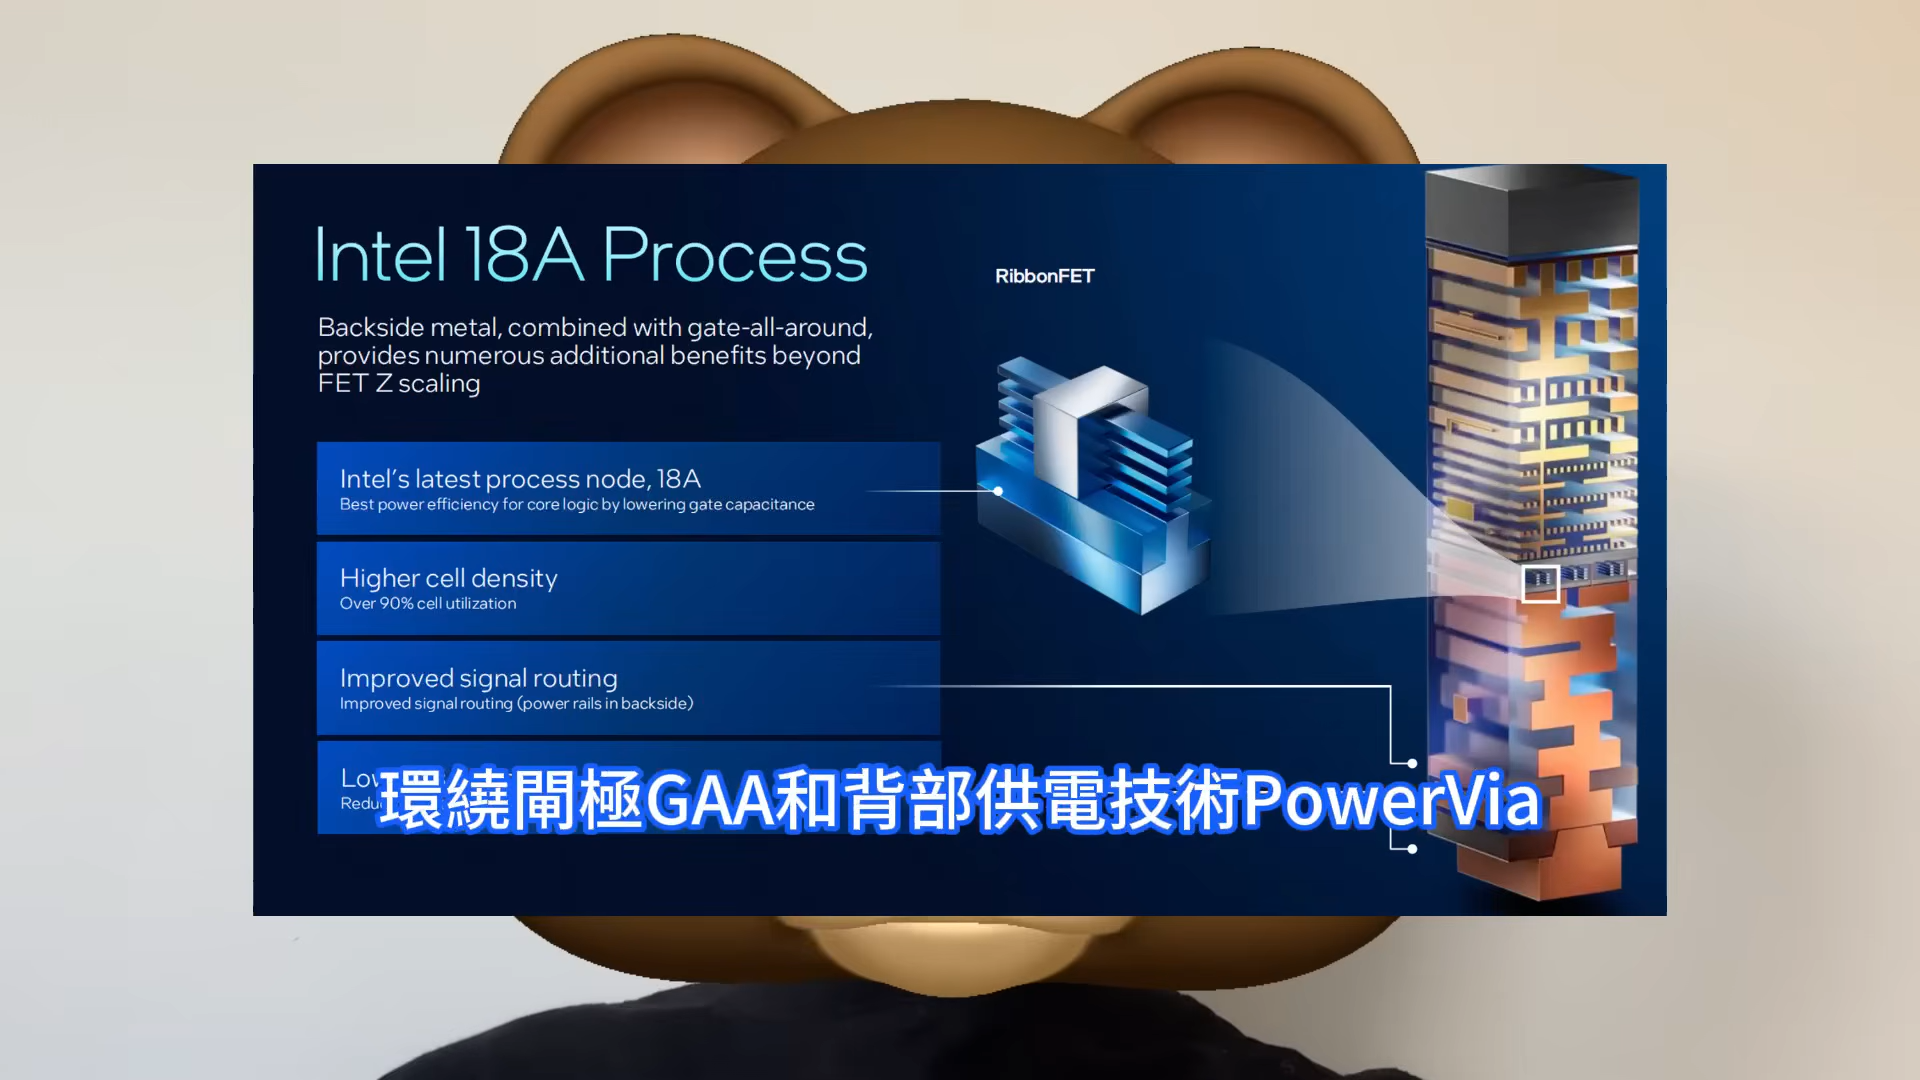 Intel 18A Process
Backside metal, combined with gate-all-around,
provides numerous additional benefits beyond
FET Z scaling
RibbonFET
Intel's latest process node, 18A
Best power efficiency for core logic by lowering gate capacitance
Higher cell density
Over 90% cell utilization
Improved signal routing
Improved signal routing (power rails in backside)
環繞閘極GAA和背部供電技術PowerVia